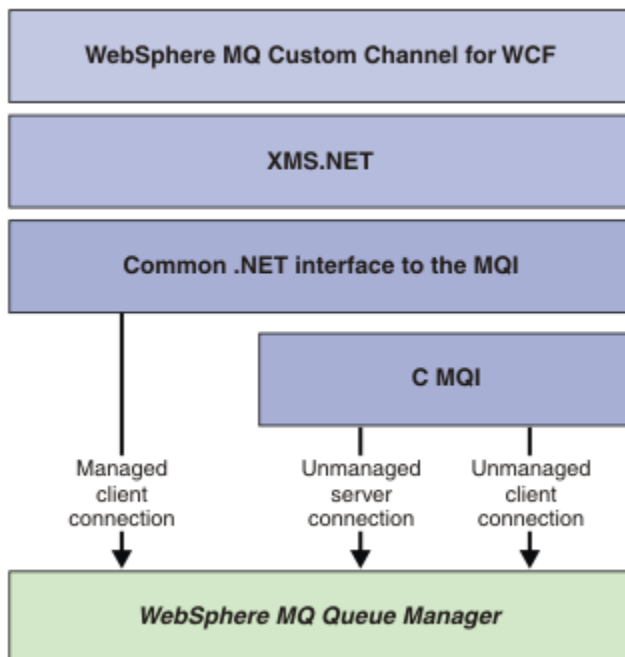 WebSphere MQ Custom Channel for WCF
XMS.NET
Common .NET interface to the MQI
C MQI
Managed
client
connection
Unmanaged
server
connection
Unmanaged
client
connection
WebSphere MQ Queue Manager